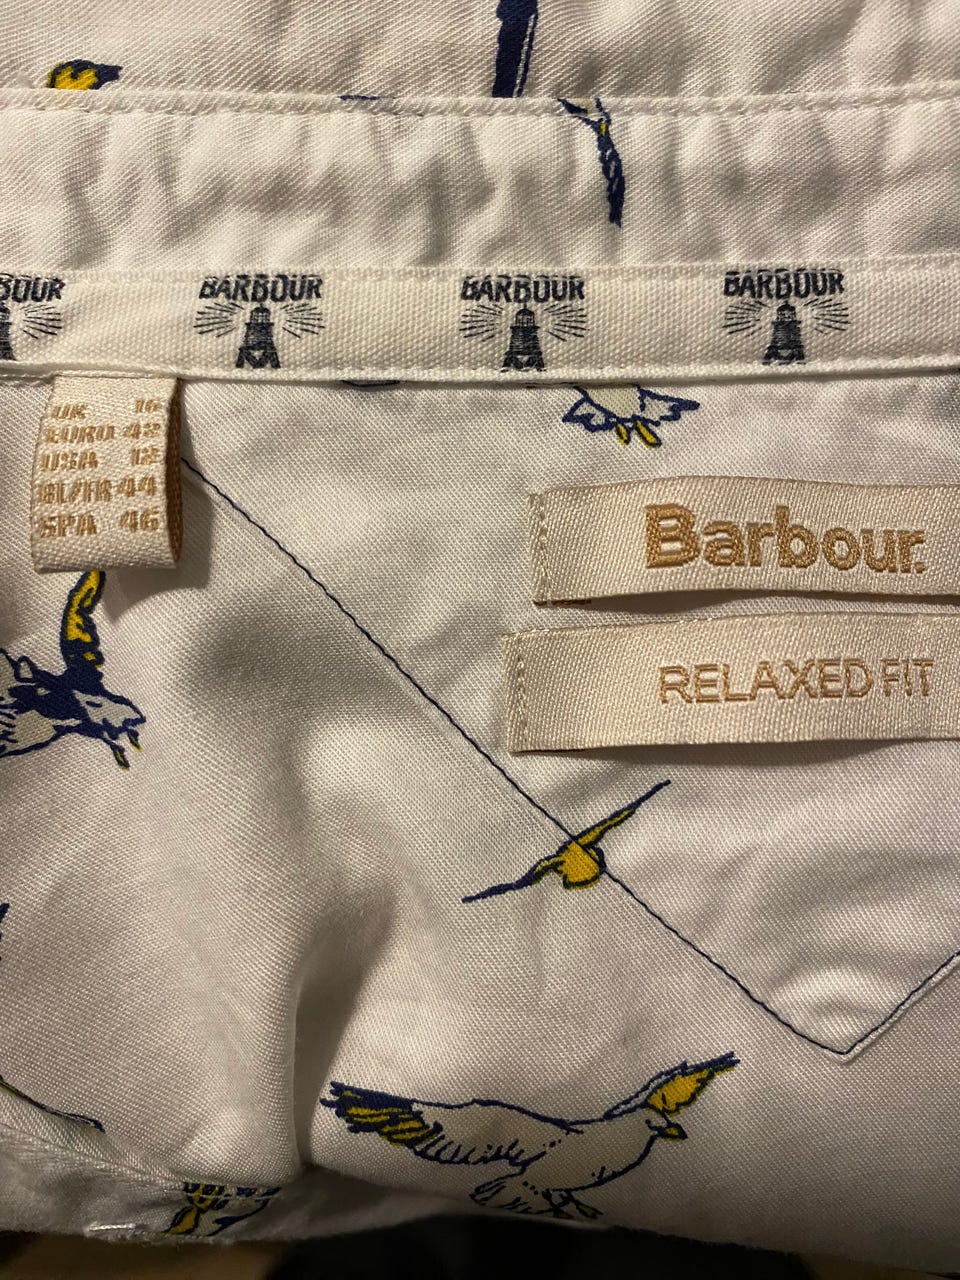 BARBOUR
BARBOUR
BARBOUR
BARBOUR
UK 16
EURO 42
USA 12
BL/FR 44
SPA 46
Barbour.
RELAXED FIT